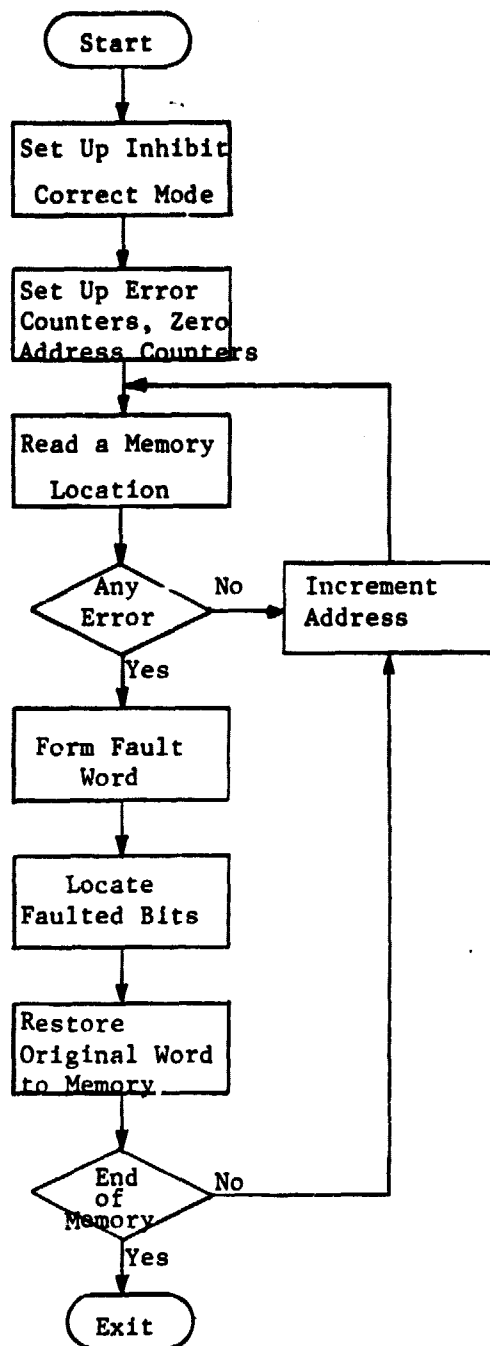 Start
Set Up Inhibit
Correct Mode
Set Up Error
Counters, Zero
Address Counters
Read a Memory
Location
Any
Error
No
Increment
Address
Yes
Form Fault
Word
Locate
Faulted Bits
Restore
Original Word
to Memory
End
of
Memory
No
Yes
Exit